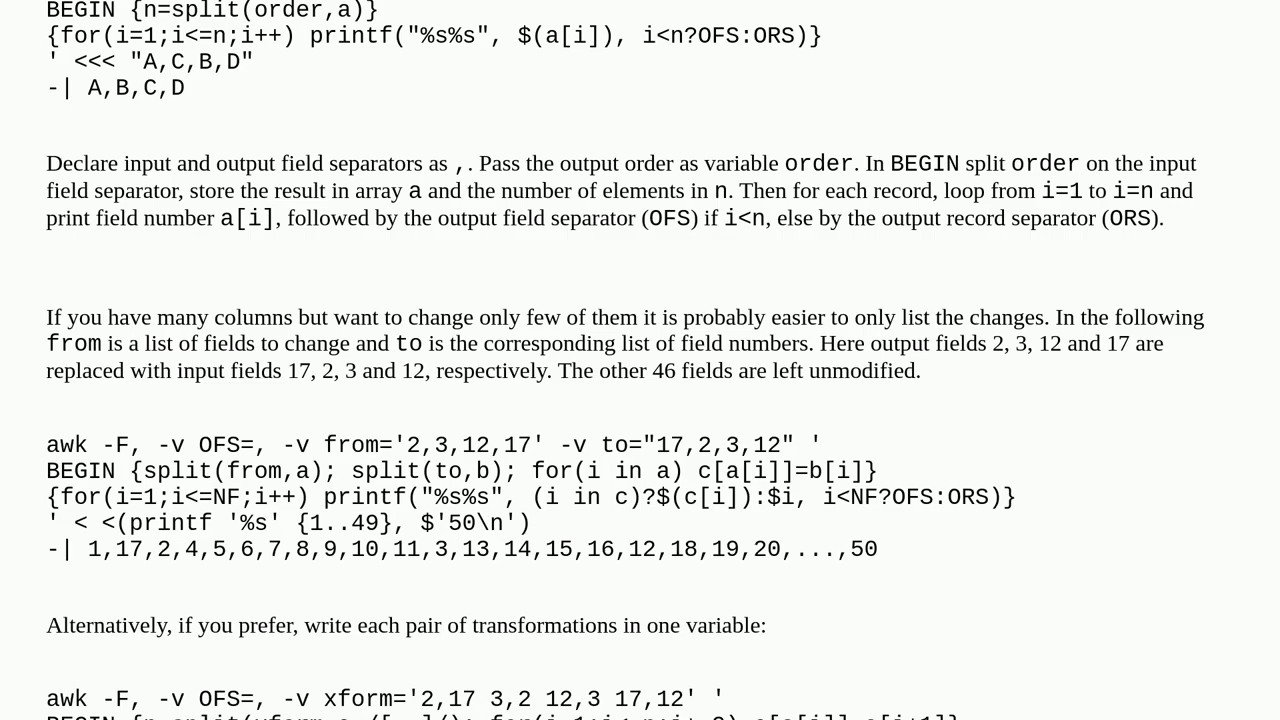 BEGIN {n=split(order,a)}
{for(i=1;i<=n;i++) printf("%s%s", $(a[i]), i<n?OFS:ORS)}
' <<< "A,C,B,D"
-| A,B,C,D
Declare input and output field separators as ,. Pass the output order as variable order. In BEGIN split order on the input
field separator, store the result in array a and the number of elements in n. Then for each record, loop from i=1 to i=n and
print field number a[i], followed by the output field separator (OFS) if i<n, else by the output record separator (ORS).
If you have many columns but want to change only few of them it is probably easier to only list the changes. In the following
from is a list of fields to change and to is the corresponding list of field numbers. Here output fields 2, 3, 12 and 17 are
replaced with input fields 17, 2, 3 and 12, respectively. The other 46 fields are left unmodified.
awk -F, -v OFS=, -v from='2,3,12,17' -v to="17,2,3,12" '
BEGIN {split(from,a); split(to,b); for(i in a) c[a[i]]=b[i]}
{for(i=1;i<=NF;i++) printf("%s%s", (i in c)?$(c[i]):$i, i<NF?OFS:ORS)}
' < <(printf '%s' {1..49}, $'50\n')
-| 1,17,2,4,5,6,7,8,9,10,11,3,13,14,15,16,12,18,19,20,...,50
Alternatively, if you prefer, write each pair of transformations in one variable:
awk -F, -v OFS=, -v xform='2,17 3,2 12,3 17,12' '